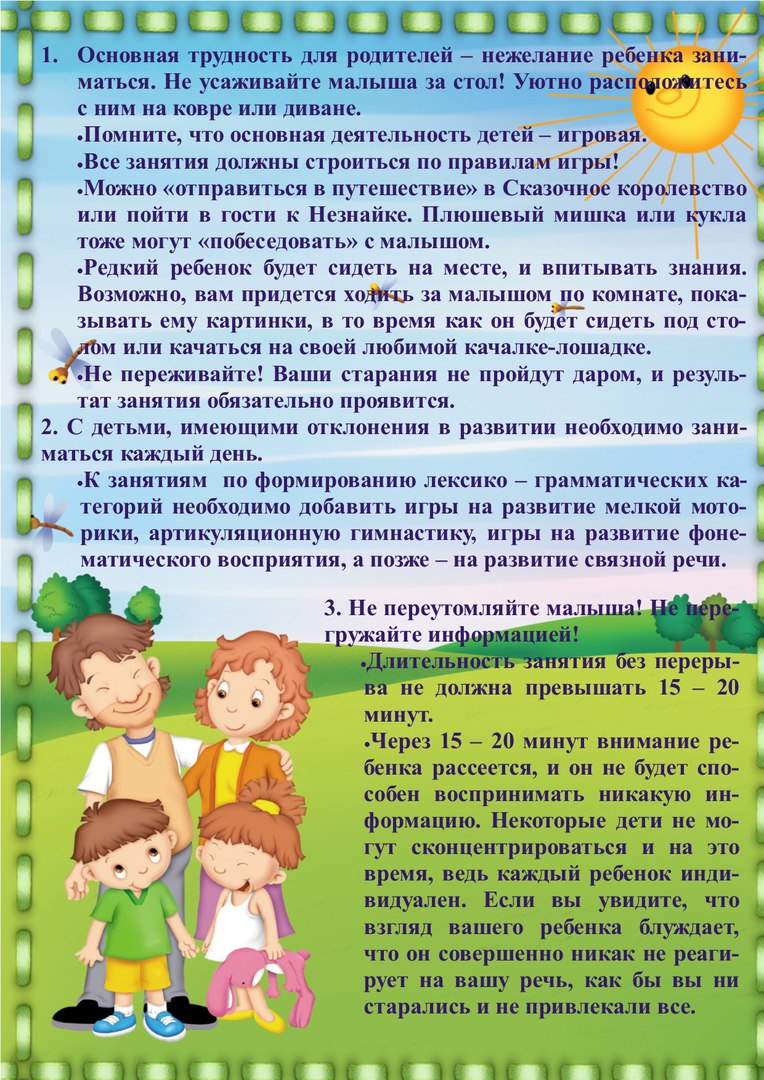 1. Основная трудность для родителей – нежелание ребенка зани-
маться. Не усаживайте малыша за стол! Уютно расположитесь
с ним на ковре или диване.
•Помните, что основная деятельность детей – игровая.
•Все занятия должны строиться по правилам игры!
•Можно «отправиться в путешествие» в Сказочное королевство
или пойти в гости к Незнайке. Плюшевый мишка или кукла
тоже могут «побеседовать» с малышом.
•Редкий ребенок будет сидеть на месте, и впитывать знания.
Возможно, вам придется ходить за малышом по комнате, пока-
зывать ему картинки, в то время как он будет сидеть под сто-
лом или качаться на своей любимой качалке-лошадке.
•Не переживайте! Ваши старания не пройдут даром, и резуль-
тат занятия обязательно проявится.
2. С детьми, имеющими отклонения в развитии необходимо зани-
маться каждый день.
•К занятиям по формированию лексико – грамматических ка-
тегорий необходимо добавить игры на развитие мелкой мото-
рики, артикуляционную гимнастику, игры на развитие фоне-
матического восприятия, а позже – на развитие связной речи.
3. Не переутомляйте малыша! Не пере-
гружайте информацией!
•Длительность занятия без переры-
ва не должна превышать 15 – 20
минут.
•Через 15 – 20 минут внимание ре-
бенка рассеется, и он не будет спо-
собен воспринимать никакую ин-
формацию. Некоторые дети не мо-
гут сконцентрироваться и на это
время, ведь каждый ребенок инди-
видуален. Если вы увидите, что
взгляд вашего ребенка блуждает,
что он совершенно никак не реаги-
рует на вашу речь, как бы вы ни
старались и не привлекали все.